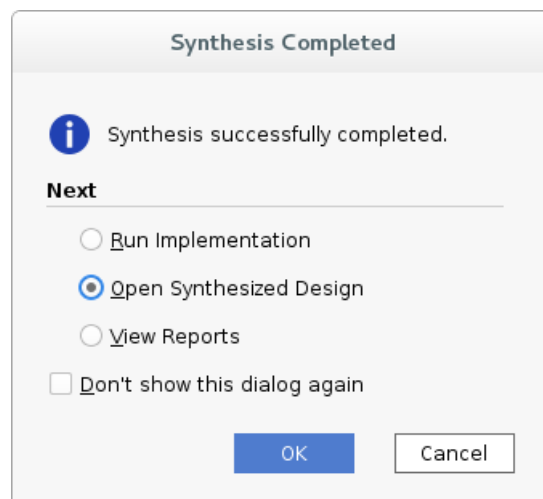 Synthesis Completed
Synthesis successfully completed.
Next
Run Implementation
Open Synthesized Design
View Reports
Don't show this dialog again
OK Cancel